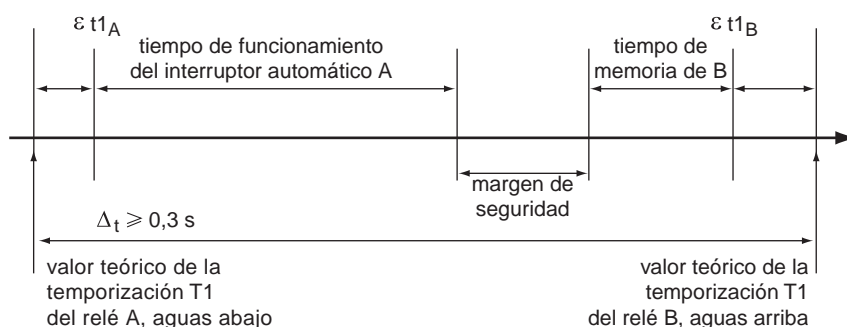 ε t1A
tiempo de funcionamiento
del interruptor automático A
tiempo de
memoria de B
ε t1B
margen de
seguridad
Δt ⩾ 0,3 s
valor teórico de la
temporización T1
del relé A, aguas abajo
valor teórico de la
temporización T1
del relé B, aguas arriba